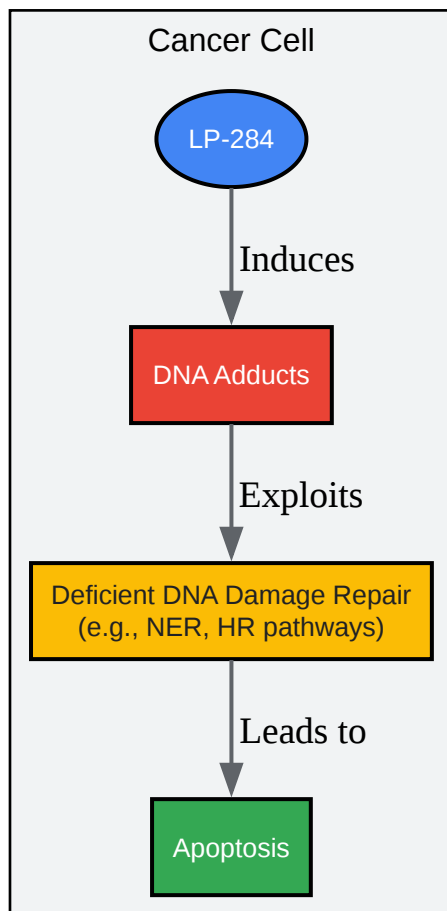 Cancer Cell
LP-284
Induces
DNA Adducts
Exploits
Deficient DNA Damage Repair
(e.g., NER, HR pathways)
Leads to
Apoptosis